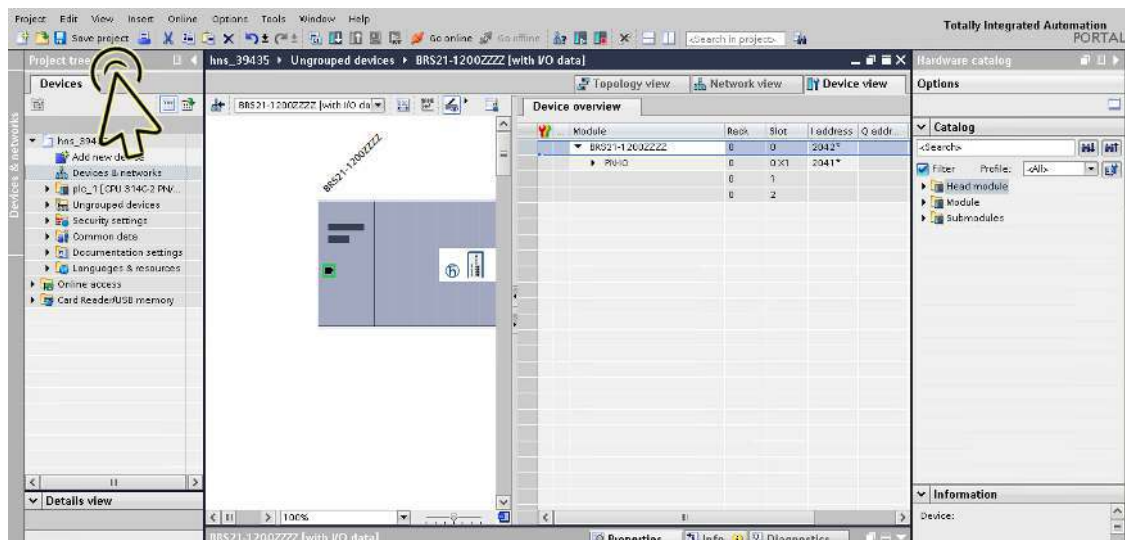 Project Edit View Insert Online Options Tools Window Help
Totally Integrated Automation
PORTAL
Save project Go online Go offline <Search in project>
Project tree
hns_39435 Ungrouped devices BRS21-1200ZZZZ [with I/O data]
Hardware catalog
Devices
Topology view Network view Device view
Options
BRS21-1200ZZZZ [with I/O da
Device overview
Module Rack Slot I address Q addr...
Catalog
hns_394
BRS21-1200ZZZZ 0 0 2042*
<Search>
Add new de
PN-IO 0 0 X1 2041*
Filter Profile: <All>
Devices & networks
0 1
Head module
plc_1 [CPU 314C-2 PN/...
0 2
Module
Ungrouped devices
Submodules
Security settings
Common data
Documentation settings
Languages & resources
Online access
Card Reader/USB memory
BRS21-1200ZZZZ
Devices & networks
Details view
100%
Information
Device:
BRS21-1200ZZZZ [with I/O data]
Properties Info Diagnostics